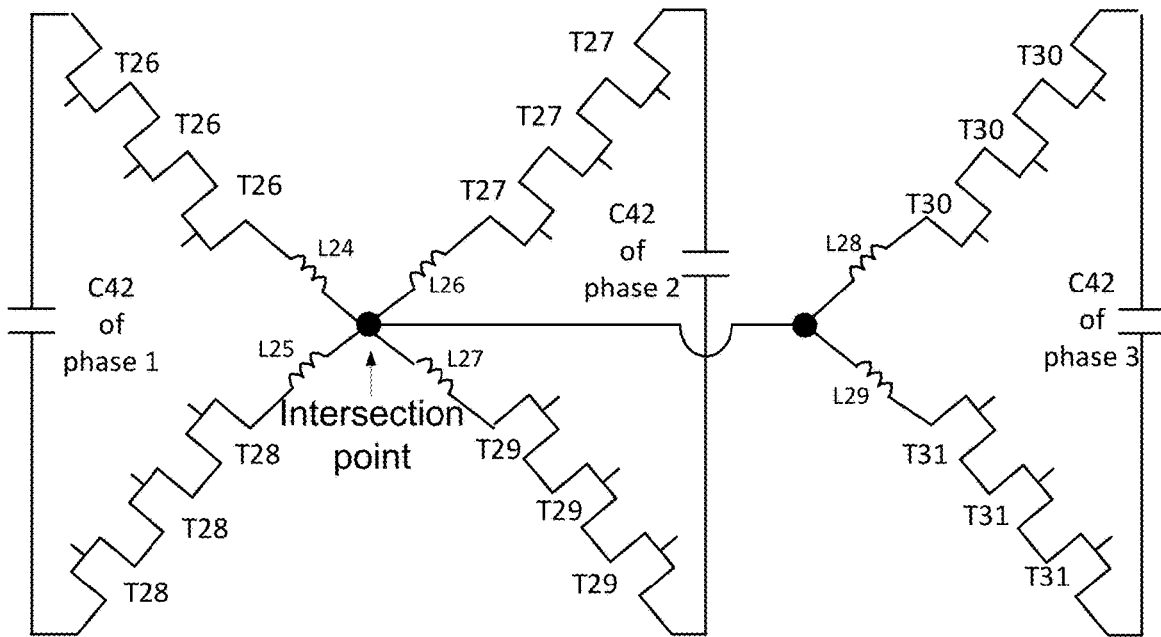 T26
T26
T26
T27
T27
T27
T30
T30
T30
L24
L26
L28
C42
of
phase 1
C42
of
phase 2
C42
of
phase 3
L25
L27
L29
Intersection
point
T28
T28
T28
T29
T29
T29
T31
T31
T31